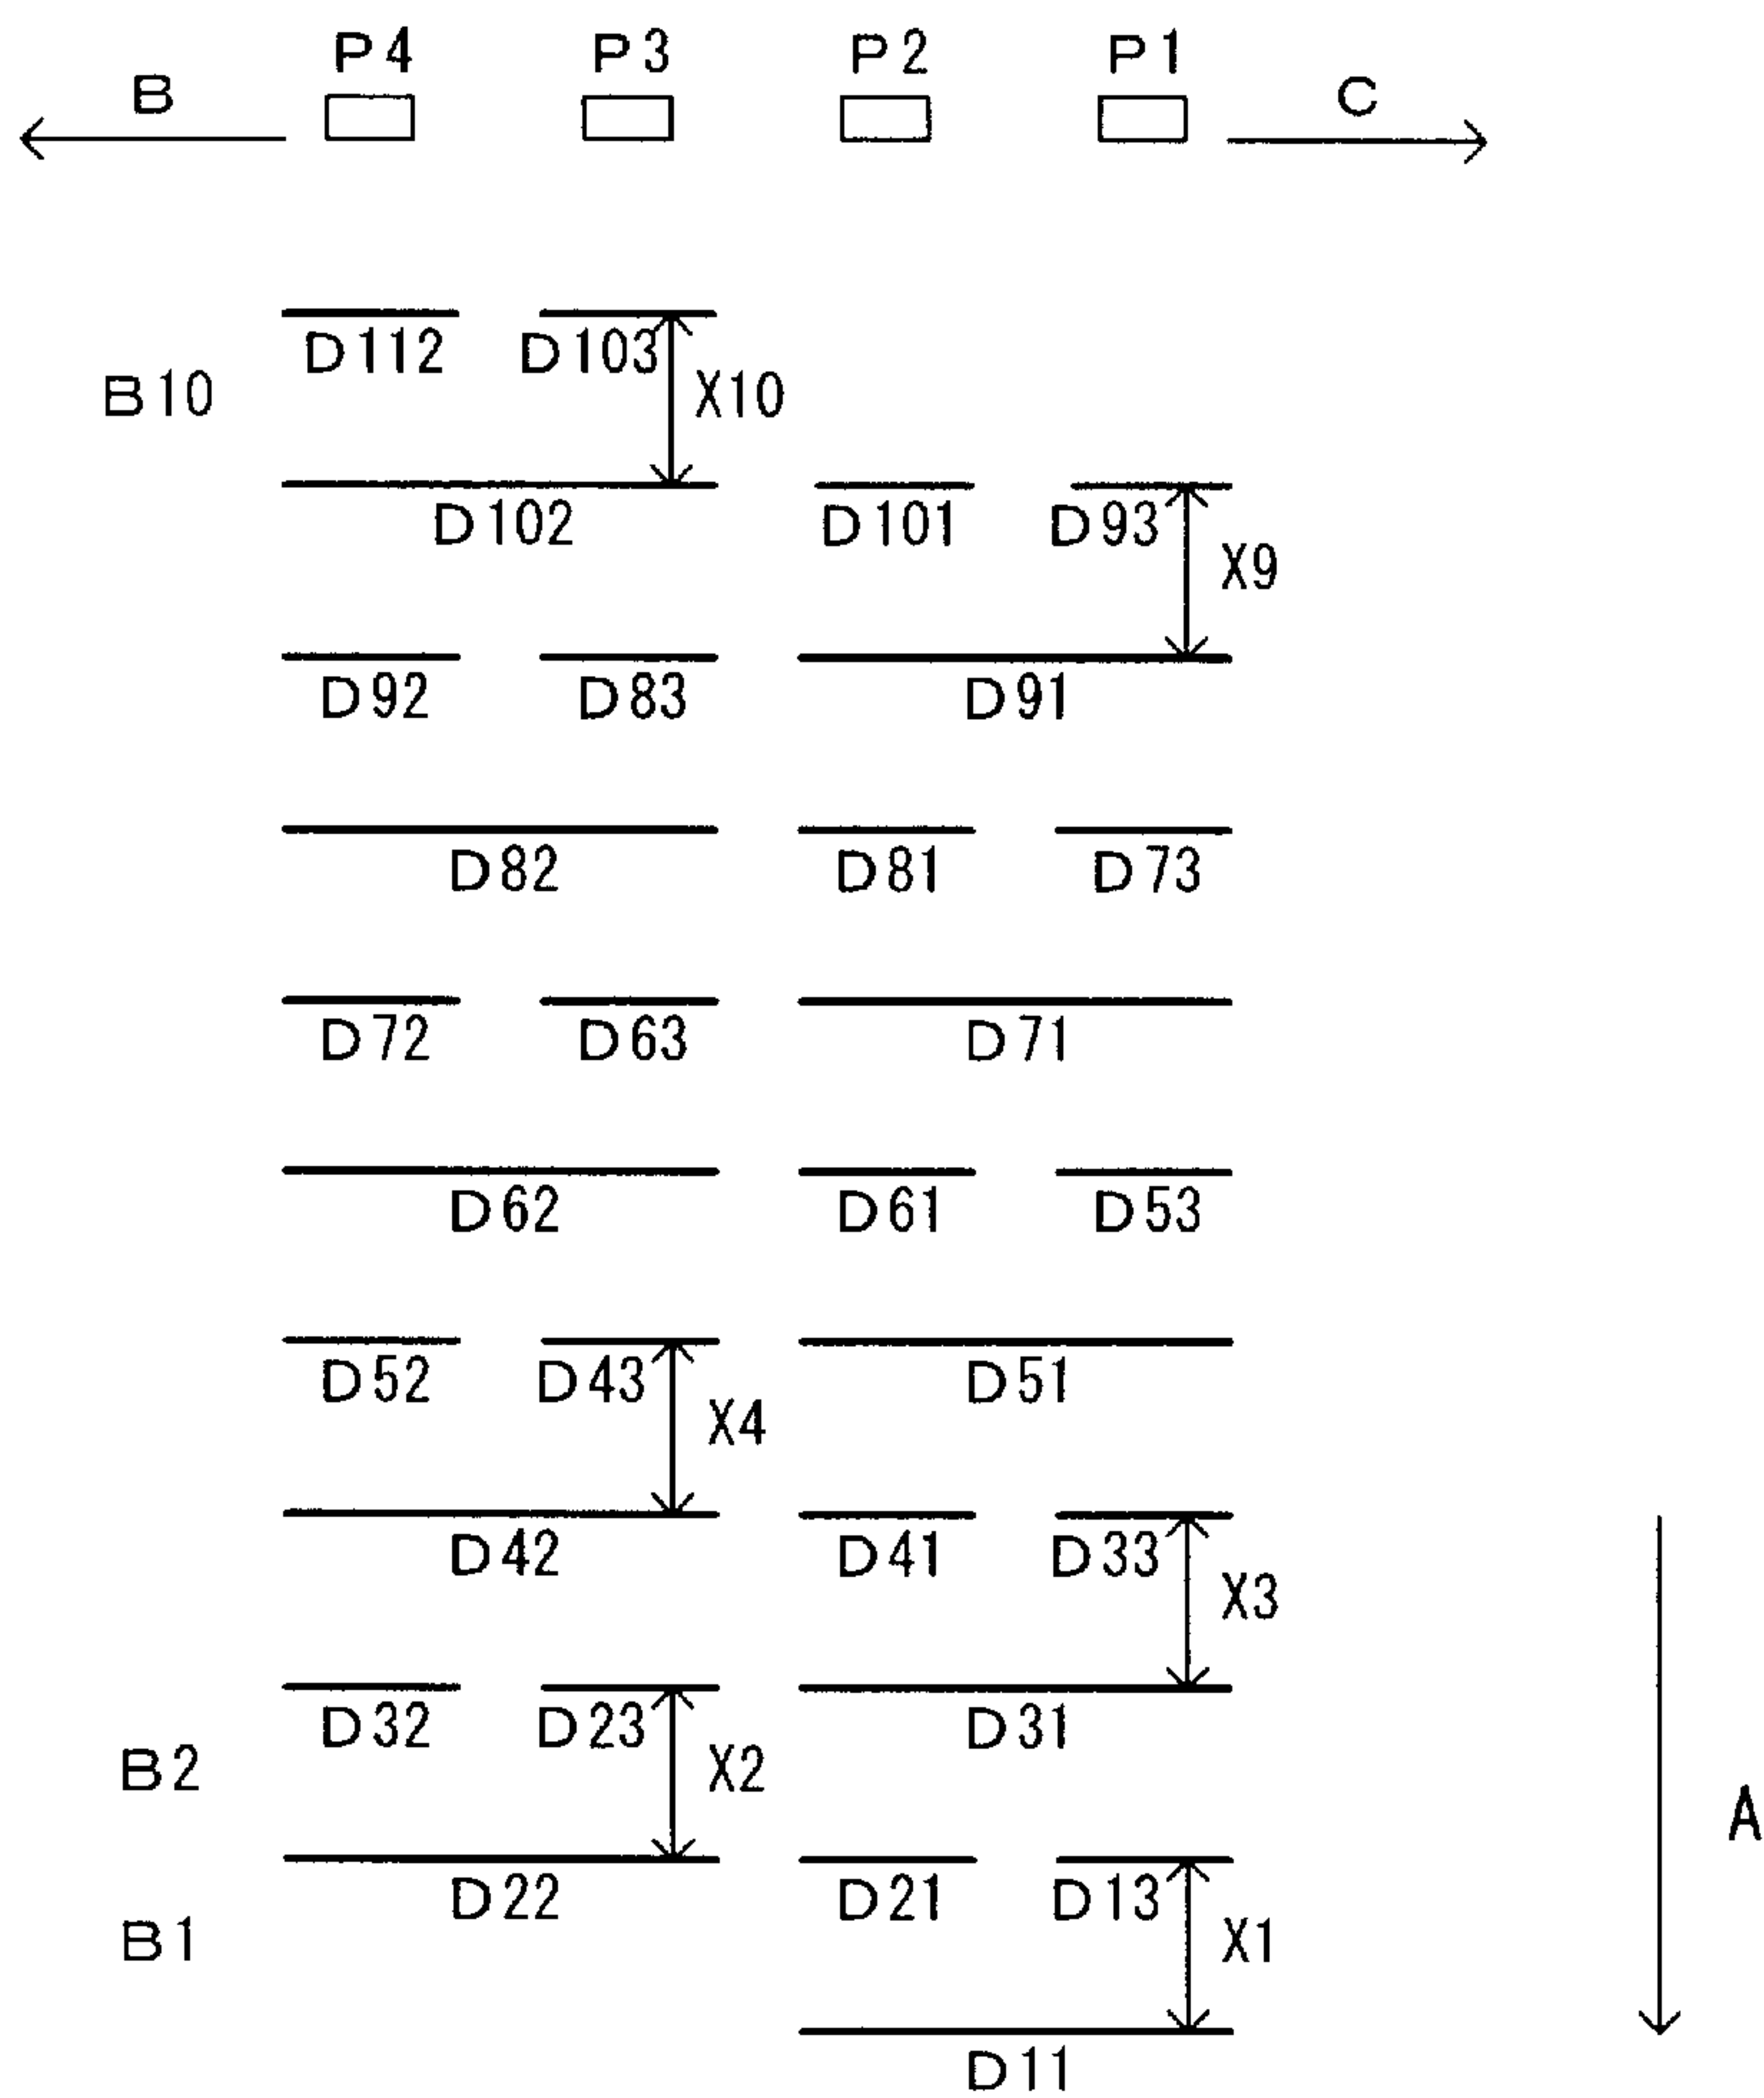 P4 P3 P2 P1
B C
D112 D103
B10 X10
D102 D101 D93
X9
D92 D83 D91
D82 D81 D73
D72 D63 D71
D62 D61 D53
D52 D43 D51
X4
D42 D41 D33
X3
D32 D23 D31
B2 X2
A
D22 D21 D13
B1 X1
D11